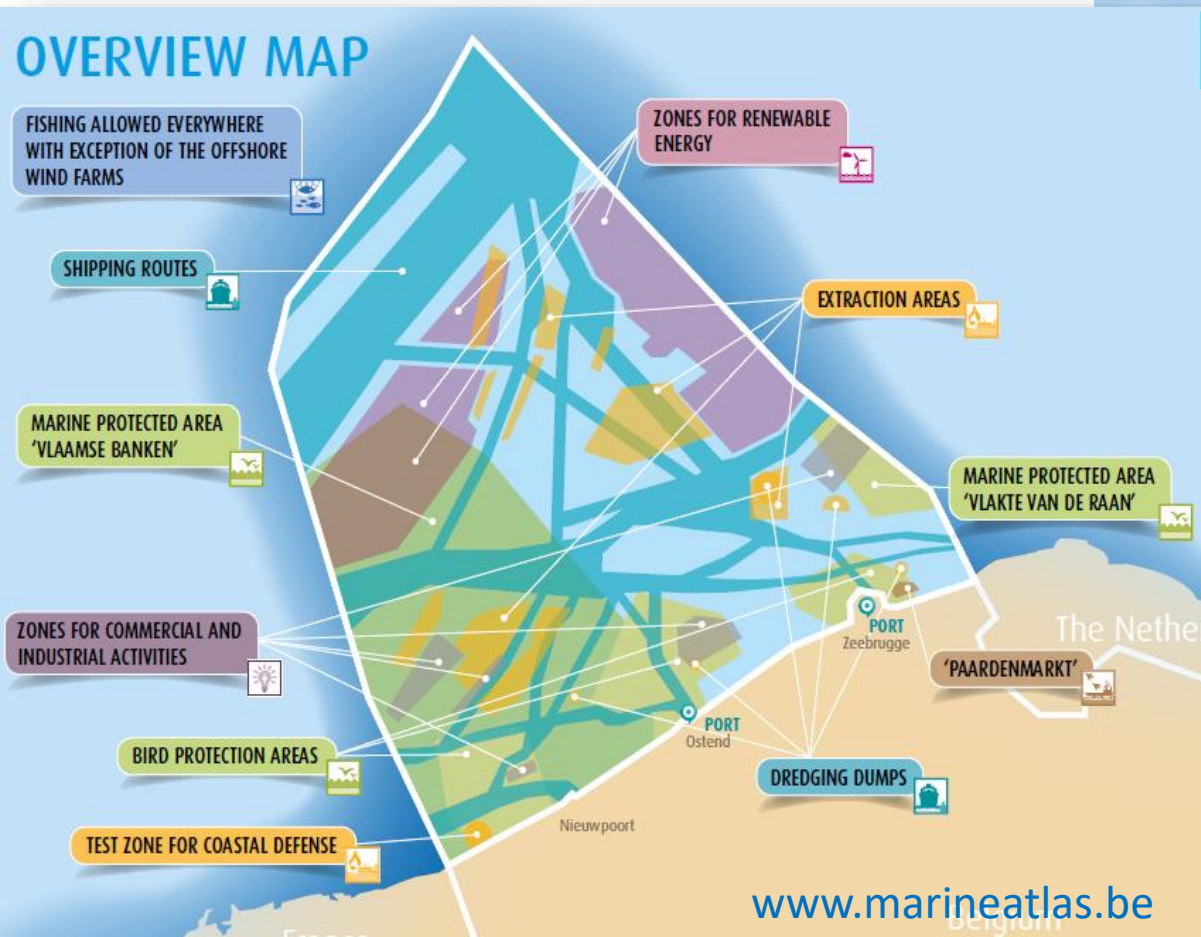 OVERVIEW MAP
FISHING ALLOWED EVERYWHERE
WITH EXCEPTION OF THE OFFSHORE
WIND FARMS
ZONES FOR RENEWABLE
ENERGY
SHIPPING ROUTES
EXTRACTION AREAS
MARINE PROTECTED AREA
‘VLAAMSE BANKEN’
MARINE PROTECTED AREA
‘VLAKTE VAN DE RAAN’
ZONES FOR COMMERCIAL AND
INDUSTRIAL ACTIVITIES
PORT
Zeebrugge
The Nethe
‘PAARDENMARKT’
PORT
Ostend
BIRD PROTECTION AREAS
DREDGING DUMPS
Nieuwpoort
TEST ZONE FOR COASTAL DEFENSE
www.marineatlas.be
Belgium